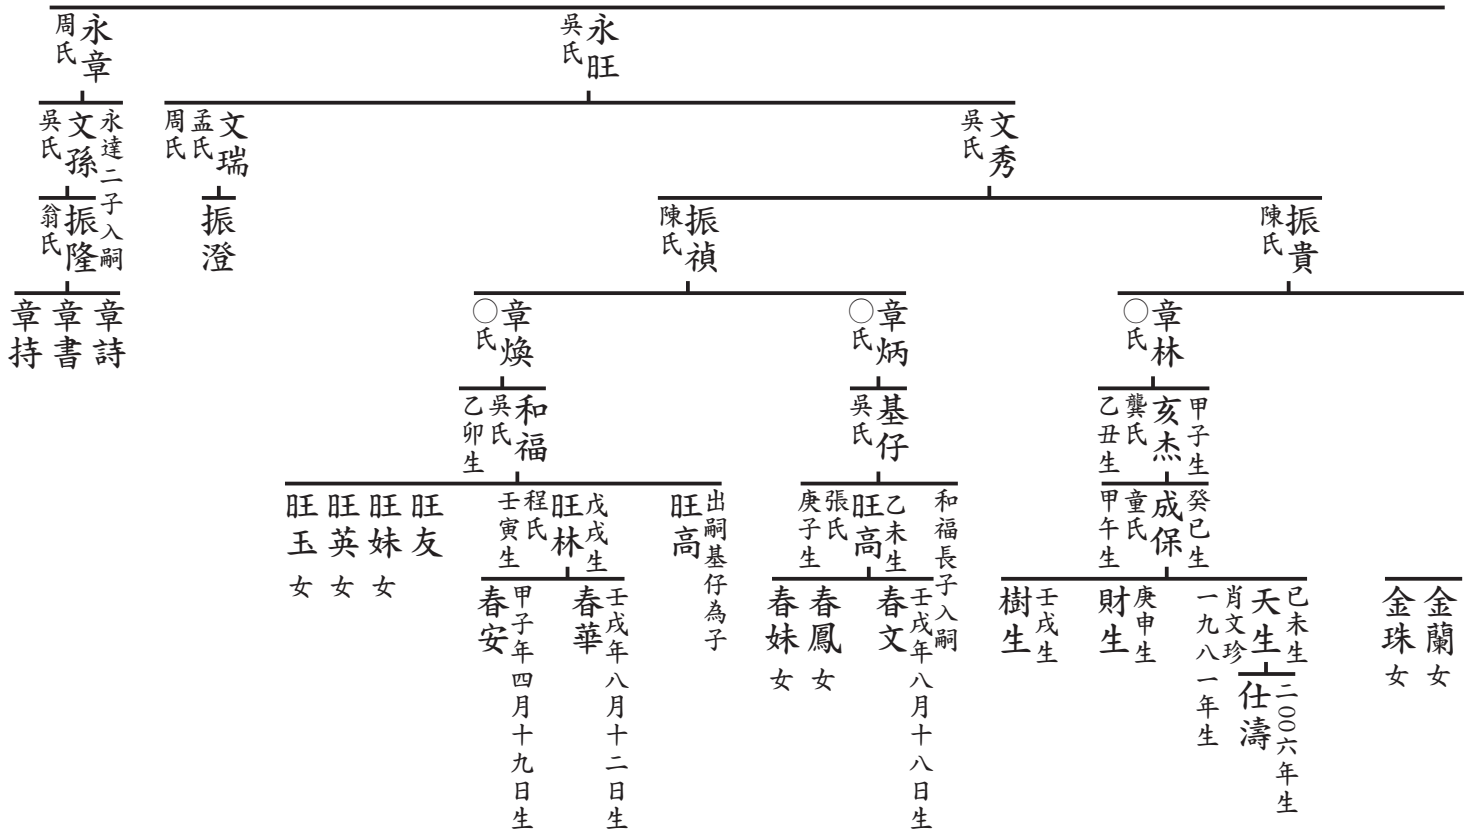 永旺
吳氏
永章
周氏
文秀
吳氏
文瑞
孟氏
周氏
永達二子入嗣
文孫
吳氏
振貴
陳氏
振禎
陳氏
振澄
振隆
翁氏
章林
○氏
章炳
○氏
章煥
○氏
章詩
章書
章持
甲子生
亥杰
龔氏
乙丑生
基仔
吳氏
和福
吳氏
乙卯生
癸巳生
成保
童氏
甲午生
和福長子入嗣
乙未生
旺高
張氏
庚子生
出嗣基仔為子
旺高
戊戌生
旺林
程氏
壬寅生
旺友
旺妹 女
旺英 女
旺玉 女
金蘭 女
金珠 女
已未生
天生
肖文珍
一九八一年生
庚申生
財生
壬戌生
樹生
壬戌年八月十八日生
春文
春鳳 女
春妹 女
壬戌年八月十二日生
春華
甲子年四月十九日生
春安
二00六年生
仕濤